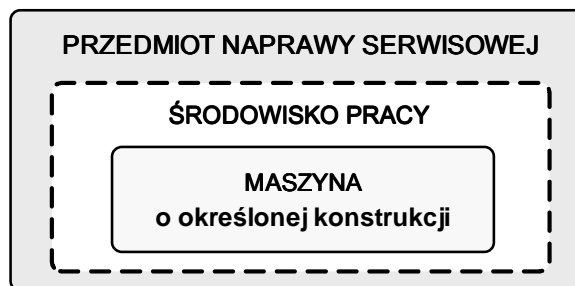 PRZEDMIOT NAPRAWY SERWISOWEJ
ŚRODOWISKO PRACY
MASZYNA
o określonej konstrukcji